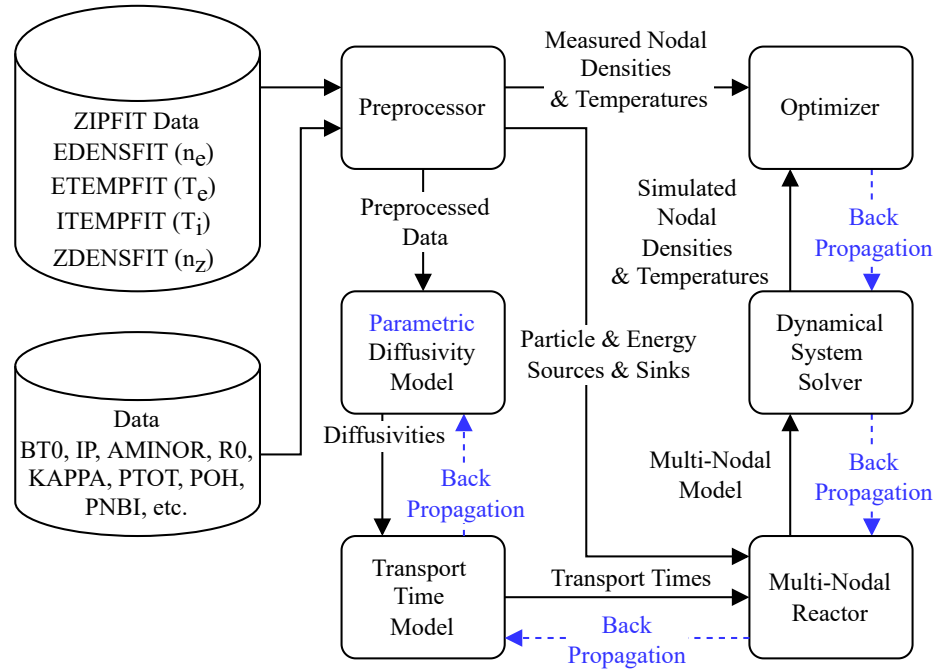 ZIPFIT Data
EDENSFIT (ne)
ETEMPFIT (Te)
ITEMPFIT (Ti)
ZDENSFIT (nz)
Data
BT0, IP, AMINOR, R0,
KAPPA, PTOT, POH,
PNBI, etc.
Preprocessor
Measured Nodal
Densities
& Temperatures
Optimizer
Preprocessed
Data
Simulated
Nodal
Densities
& Temperatures
Back
Propagation
Parametric
Diffusivity
Model
Particle & Energy
Sources & Sinks
Dynamical
System
Solver
Diffusivities
Back
Propagation
Multi-Nodal
Model
Back
Propagation
Transport
Time
Model
Transport Times
Back
Propagation
Multi-Nodal
Reactor